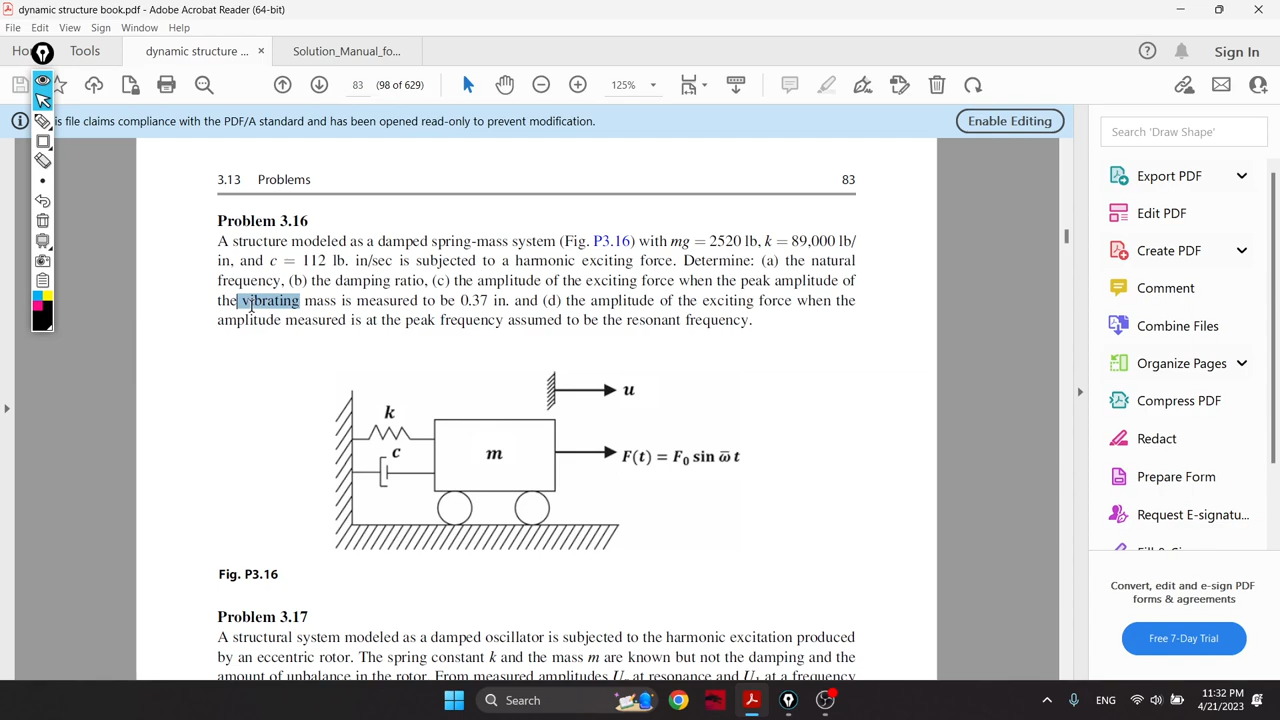 dynamic structure book.pdf - Adobe Acrobat Reader (64-bit)
File Edit View Sign Window Help
Tools dynamic structure ... × Solution_Manual_fo... Sign In
83 (98 of 629) 125%
is file claims compliance with the PDF/A standard and has been opened read-only to prevent modification. Enable Editing
3.13 Problems 83
Problem 3.16
A structure modeled as a damped spring-mass system (Fig. P3.16) with mg = 2520 lb, k = 89,000 lb/
in, and c = 112 lb. in/sec is subjected to a harmonic exciting force. Determine: (a) the natural
frequency, (b) the damping ratio, (c) the amplitude of the exciting force when the peak amplitude of
the vibrating mass is measured to be 0.37 in. and (d) the amplitude of the exciting force when the
amplitude measured is at the peak frequency assumed to be the resonant frequency.
u
k
c
m
F(t) = F₀ sin ω̅ t
Fig. P3.16
Problem 3.17
A structural system modeled as a damped oscillator is subjected to the harmonic excitation produced
by an eccentric rotor. The spring constant k and the mass m are known but not the damping and the
amount of unbalance in the rotor. From measured amplitudes Uᵣ at resonance and U₁ at a frequency
Search 'Draw Shape'
Export PDF
Edit PDF
Create PDF
Comment
Combine Files
Organize Pages
Compress PDF
Redact
Prepare Form
Request E-signatu...
Convert, edit and e-sign PDF
forms & agreements
Free 7-Day Trial
Search
ENG
11:32 PM
4/21/2023